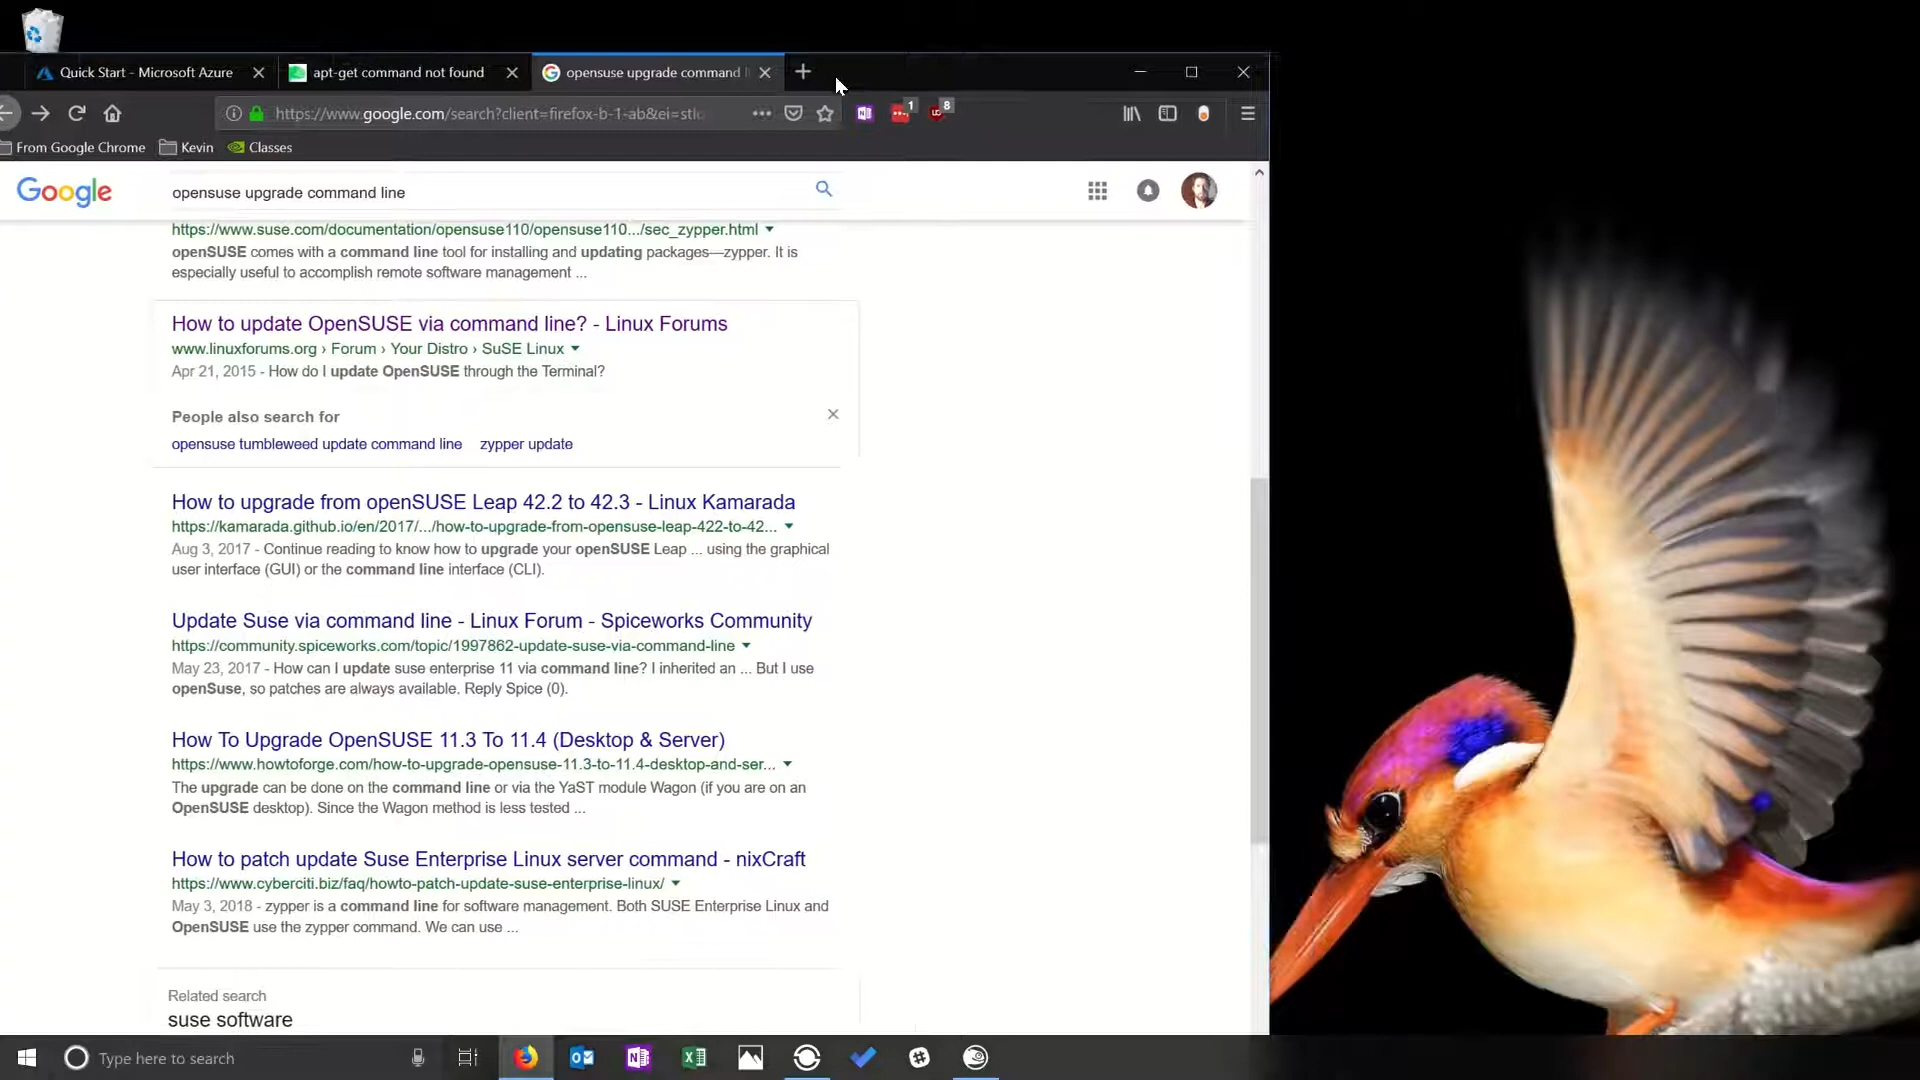 Quick Start - Microsoft Azure
apt-get command not found
opensuse upgrade command l
https://www.google.com/search?client=firefox-b-1-ab&ei=stl
1
8
From Google Chrome
Kevin
Classes
Google
opensuse upgrade command line
https://www.suse.com/documentation/opensuse110/opensuse110.../sec_zypper.html
openSUSE comes with a command line tool for installing and updating packages—zypper. It is
especially useful to accomplish remote software management ...
How to update OpenSUSE via command line? - Linux Forums
www.linuxforums.org › Forum › Your Distro › SuSE Linux
Apr 21, 2015 - How do I update OpenSUSE through the Terminal?
People also search for
opensuse tumbleweed update command line zypper update
How to upgrade from openSUSE Leap 42.2 to 42.3 - Linux Kamarada
https://kamarada.github.io/en/2017/.../how-to-upgrade-from-opensuse-leap-422-to-42...
Aug 3, 2017 - Continue reading to know how to upgrade your openSUSE Leap ... using the graphical
user interface (GUI) or the command line interface (CLI).
Update Suse via command line - Linux Forum - Spiceworks Community
https://community.spiceworks.com/topic/1997862-update-suse-via-command-line
May 23, 2017 - How can I update suse enterprise 11 via command line? I inherited an ... But I use
openSuse, so patches are always available. Reply Spice (0).
How To Upgrade OpenSUSE 11.3 To 11.4 (Desktop & Server)
https://www.howtoforge.com/how-to-upgrade-opensuse-11.3-to-11.4-desktop-and-ser...
The upgrade can be done on the command line or via the YaST module Wagon (if you are on an
OpenSUSE desktop). Since the Wagon method is less tested ...
How to patch update Suse Enterprise Linux server command - nixCraft
https://www.cyberciti.biz/faq/howto-patch-update-suse-enterprise-linux/
May 3, 2018 - zypper is a command line for software management. Both SUSE Enterprise Linux and
OpenSUSE use the zypper command. We can use ...
Related search
suse software
Type here to search